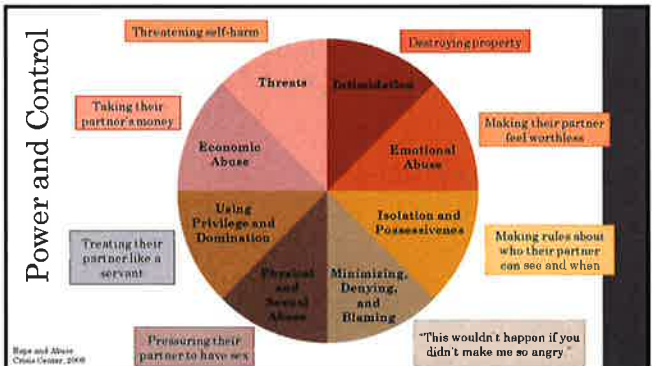 Power and Control
Threatening self-harm
Destroying property
Threats
Intimidation
Taking their
partner's money
Making their partner
feel worthless
Economic
Abuse
Emotional
Abuse
Using
Privilege and
Domination
Isolation and
Possessivenes
Treating their
partner like a
servant
Making rules about
who their partner
can see and when
Physical
and
Sexual
Abuse
Minimizing,
Denying,
and
Blaming
Pressuring their
partner to have sex
"This wouldn't happen if you
didn't make me so angry"
Rape and Abuse
Crisis Center, 2008